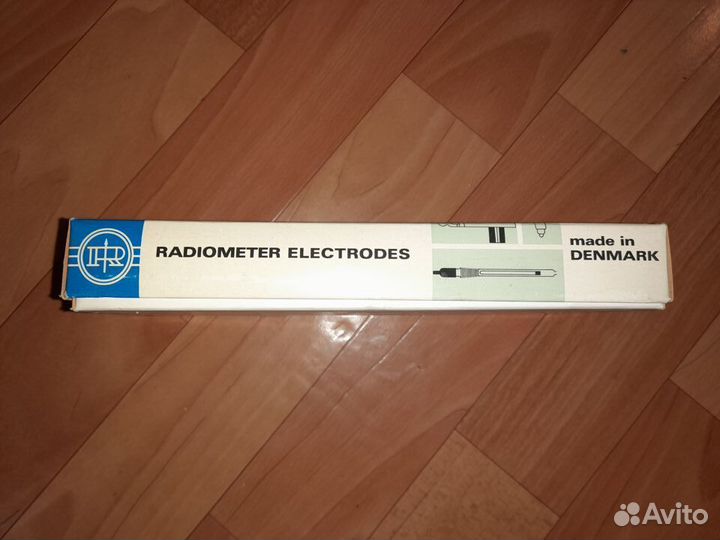 RADIOMETER ELECTRODES
made in
DENMARK
Avito